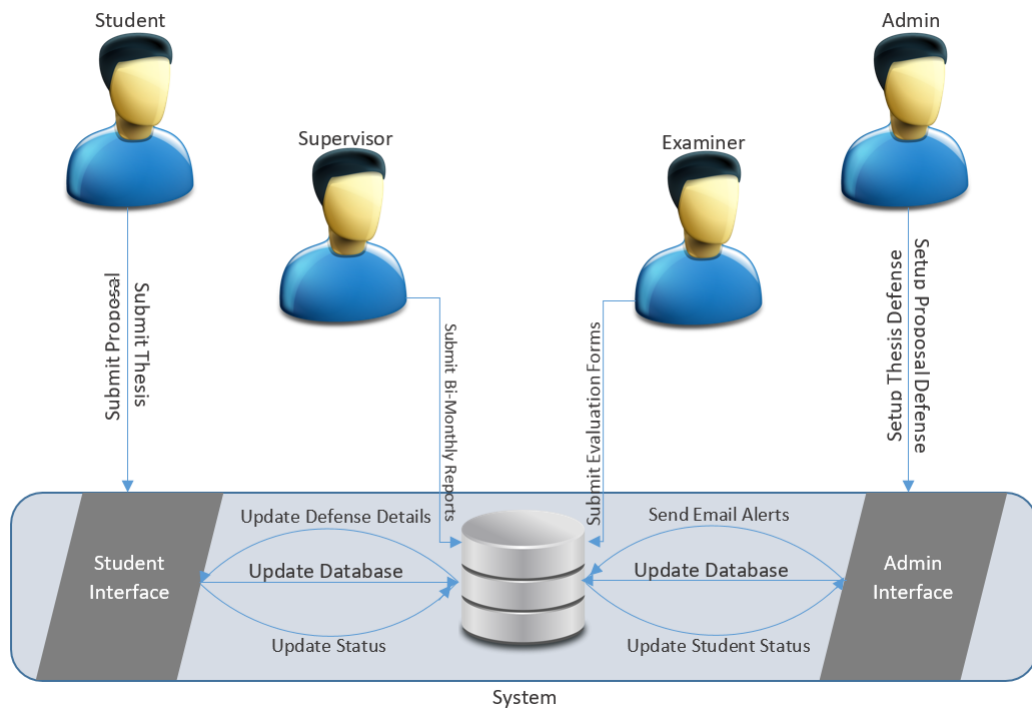 Student
Admin
Supervisor
Examiner
Submit Proposal
Submit Thesis
Submit Bi-Monthly Reports
Submit Evaluation Forms
Setup Thesis Defense
Setup Proposal Defense
Student
Interface
Update Defense Details
Update Database
Update Status
Send Email Alerts
Update Database
Update Student Status
Admin
Interface
System